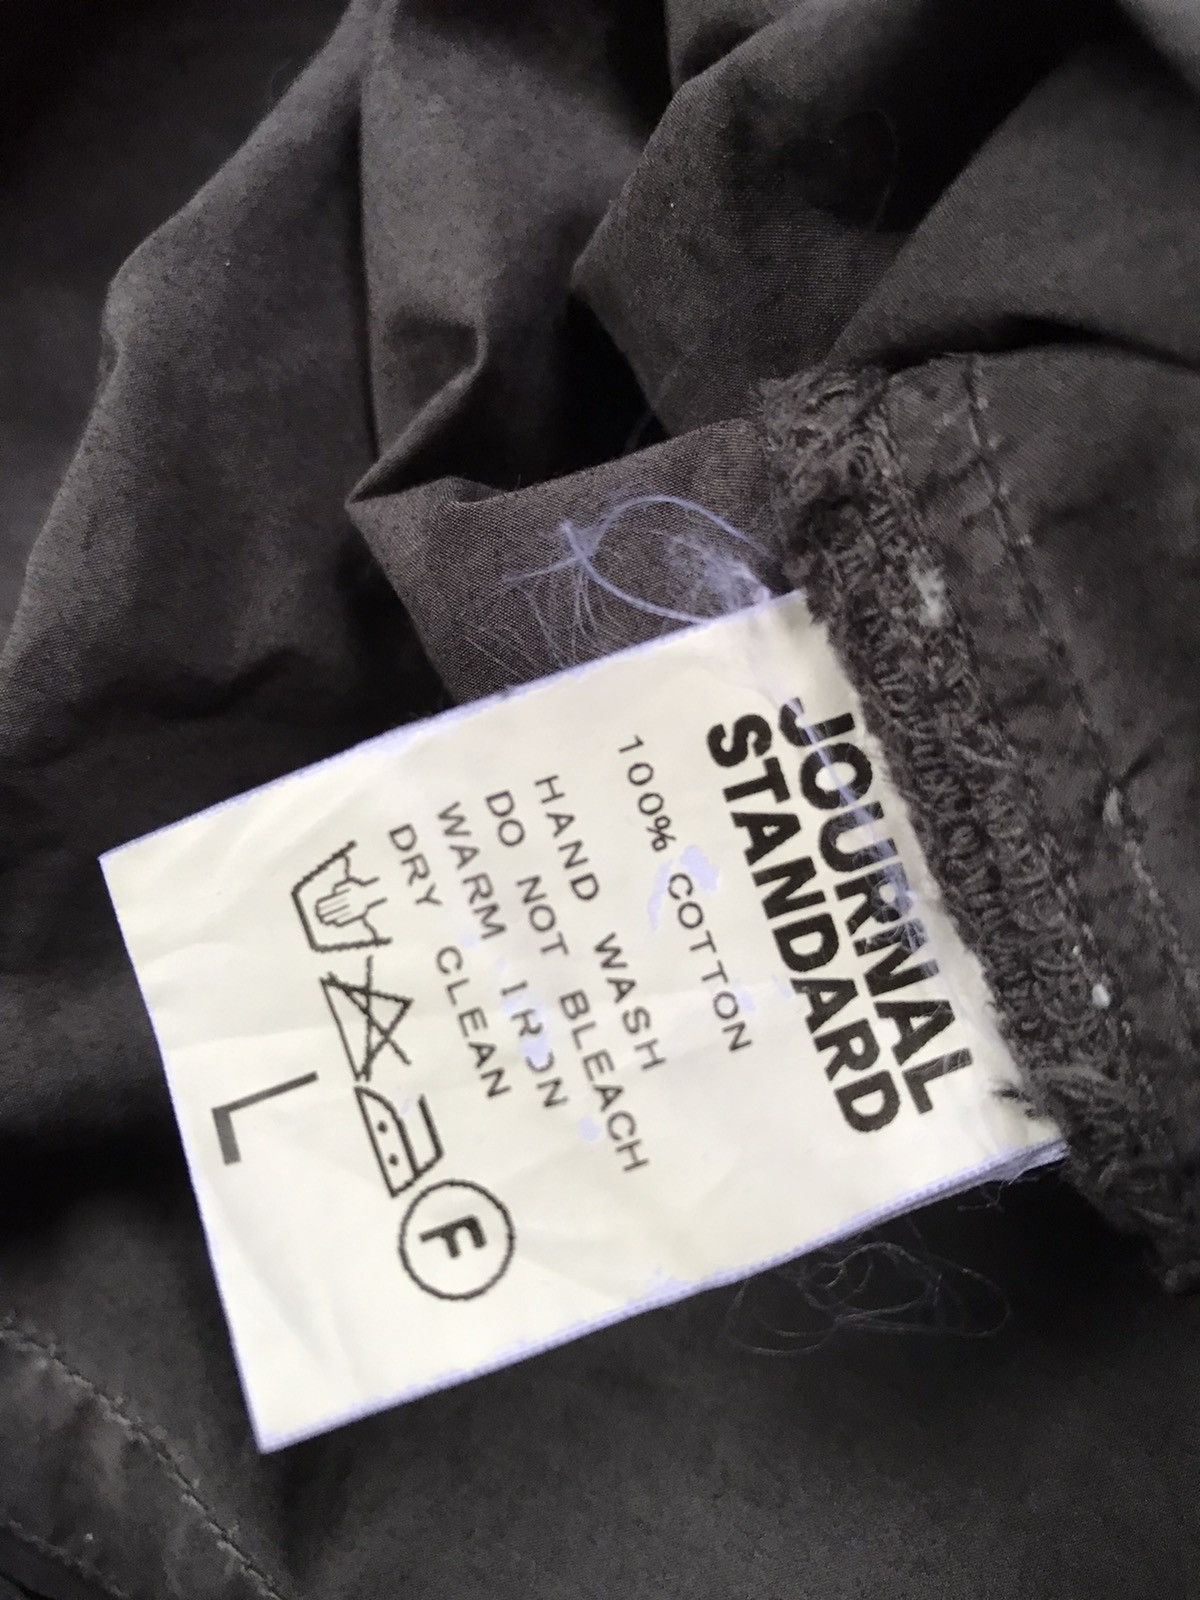 JOURNAL
STANDARD
100% COTTON
HAND WASH
DO NOT BLEACH
WARM IRON
DRY CLEAN
F
L